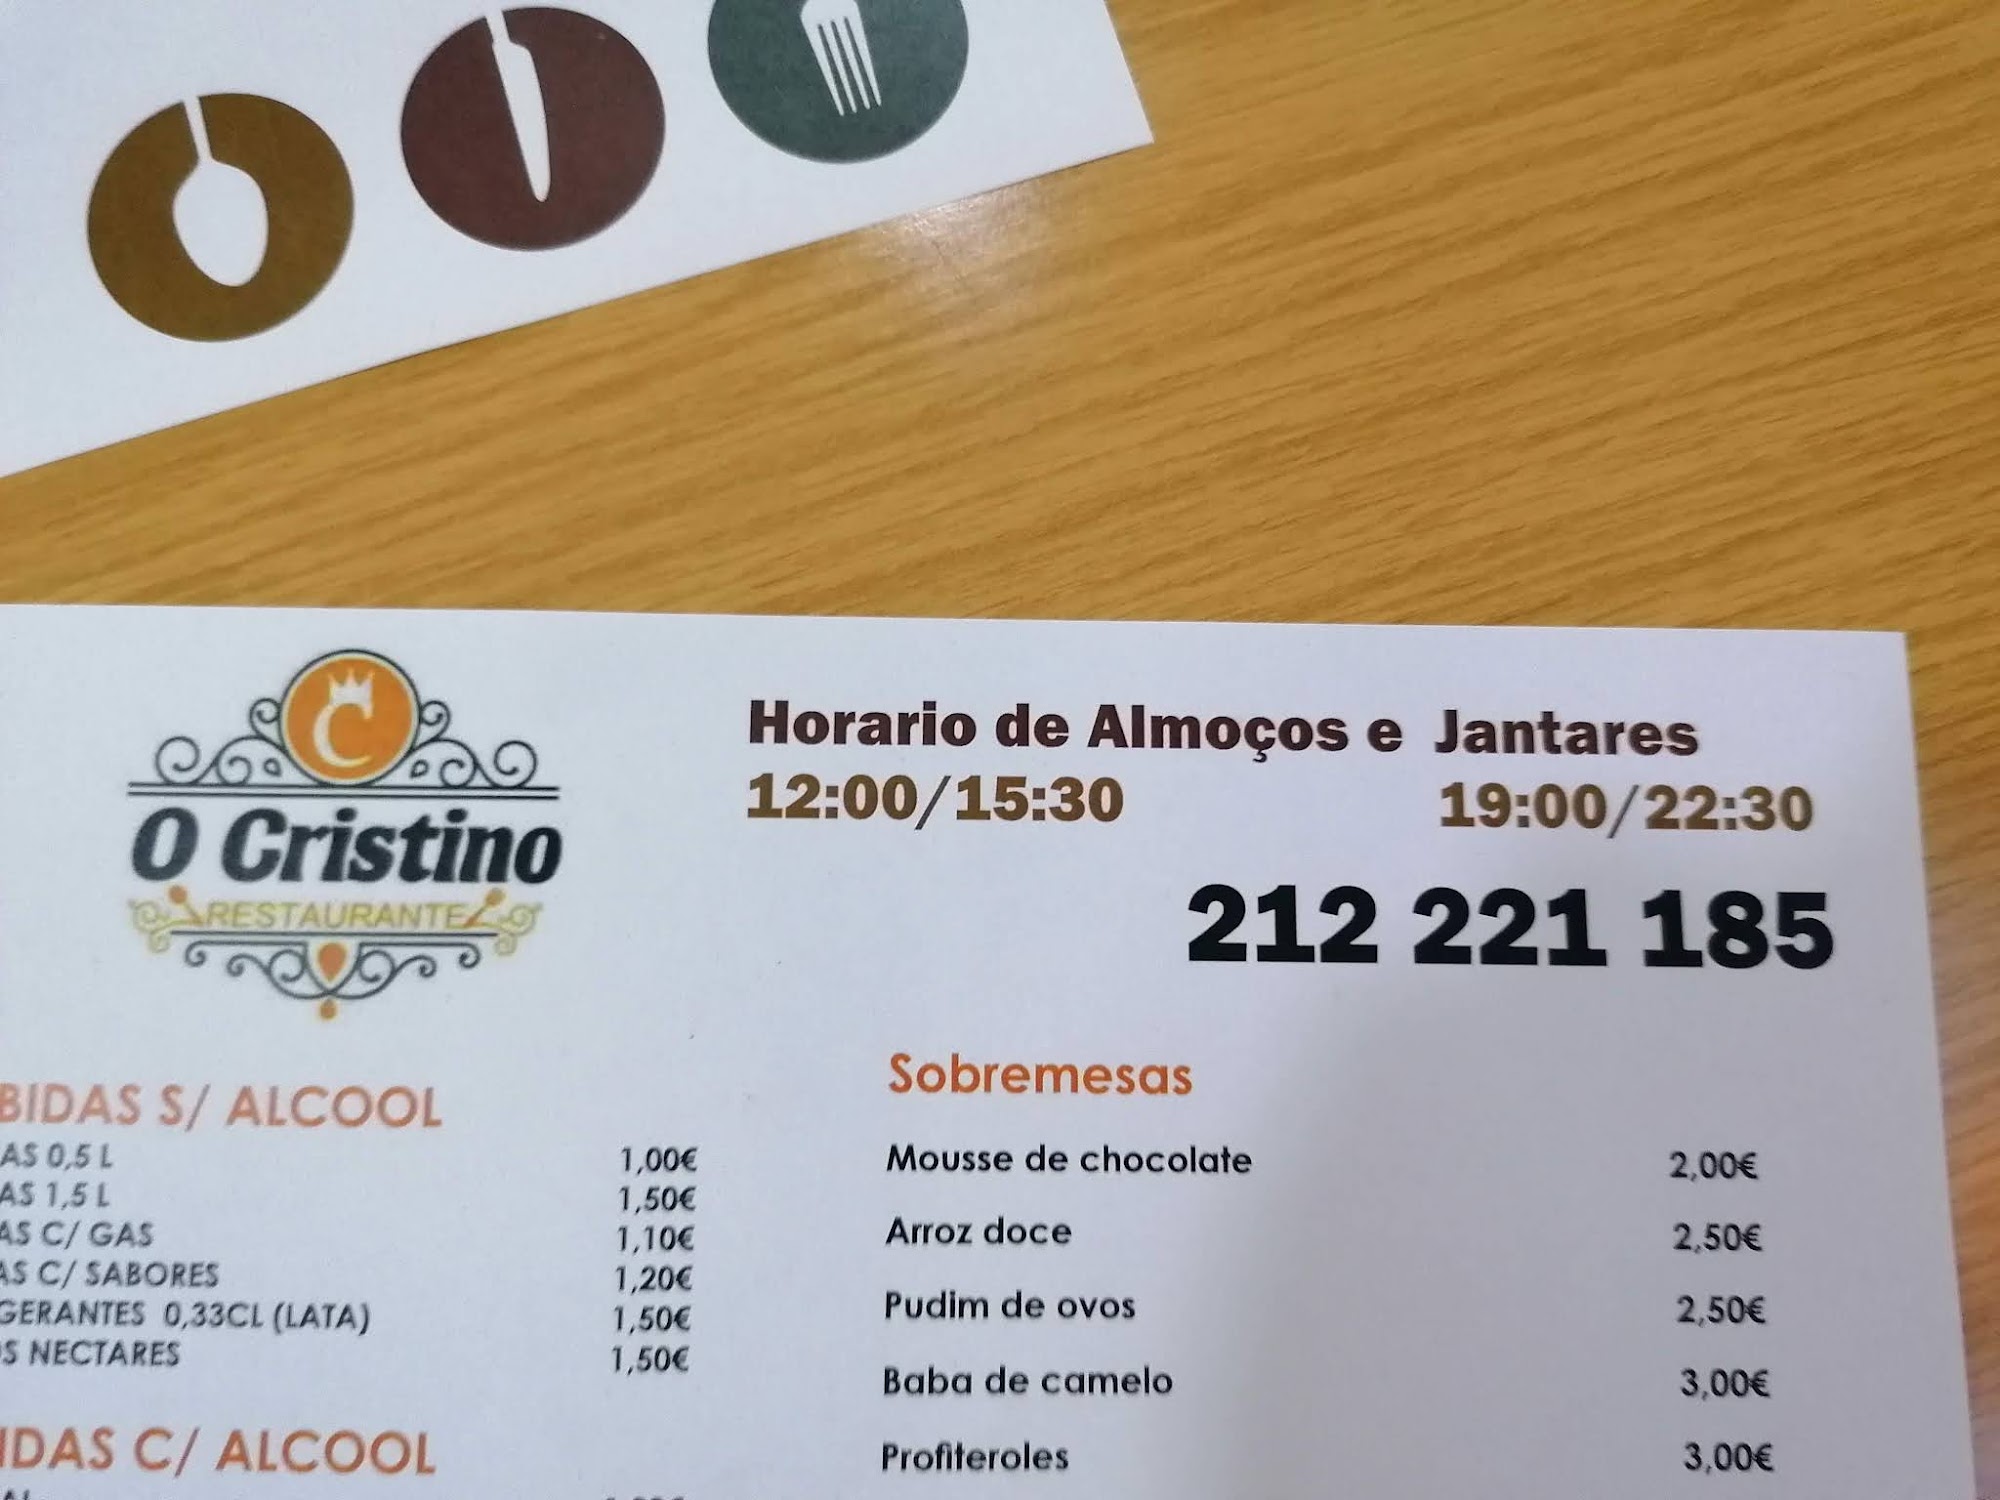 C
O Cristino
RESTAURANTE
Horario de Almoços e Jantares
12:00/15:30 19:00/22:30
212 221 185
BIDAS S/ ALCOOL
AS 0,5 L 1,00€
AS 1,5 L 1,50€
AS C/ GAS 1,10€
AS C/ SABORES 1,20€
GERANTES 0,33CL (LATA) 1,50€
S NECTARES 1,50€
IDAS C/ ALCOOL
Sobremesas
Mousse de chocolate 2,00€
Arroz doce 2,50€
Pudim de ovos 2,50€
Baba de camelo 3,00€
Profiteroles 3,00€